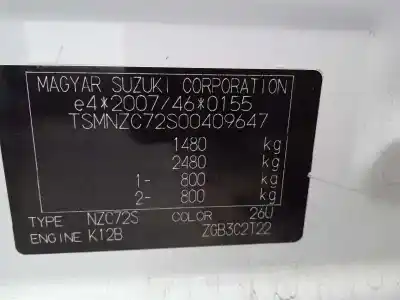 MAGYAR SUZUKI CORPORATION
e4*2007/46*0155
TSMNZC72S00409647
1480 kg
2480 kg
1- 800 kg
2- 800 kg
TYPE NZC72S COLOR 26U
ENGINE K12B ZGB3C2T22